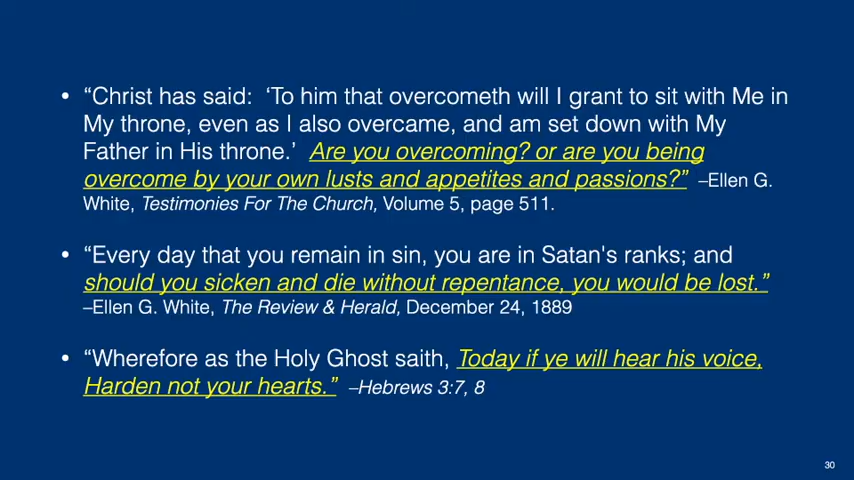 • “Christ has said:  ‘To him that overcometh will I grant to sit with Me in
My throne, even as I also overcame, and am set down with My
Father in His throne.’  Are you overcoming? or are you being
overcome by your own lusts and appetites and passions?”  –Ellen G.
White, Testimonies For The Church, Volume 5, page 511.
• “Every day that you remain in sin, you are in Satan's ranks; and
should you sicken and die without repentance, you would be lost.”
–Ellen G. White, The Review & Herald, December 24, 1889
• “Wherefore as the Holy Ghost saith, Today if ye will hear his voice,
Harden not your hearts.”  –Hebrews 3:7, 8
30